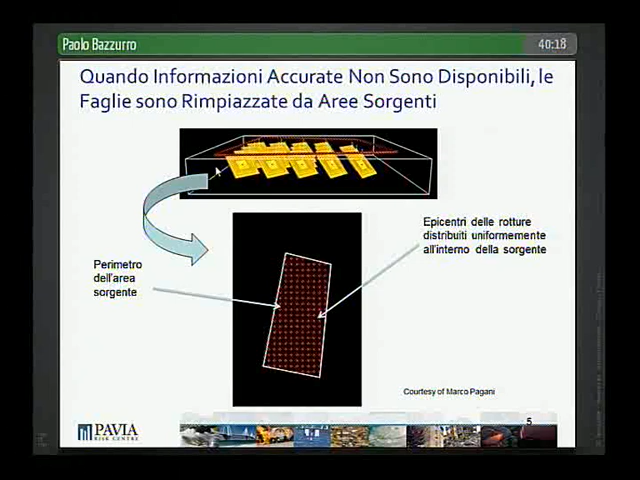 Paolo Bazzurro
40:18
Quando Informazioni Accurate Non Sono Disponibili, le
Faglie sono Rimpiazzate da Aree Sorgenti
Epicentri delle rotture
distribuiti uniformemente
all'interno della sorgente
Perimetro
dell'area
sorgente
Courtesy of Marco Pagani
5
PAVIA
RISK CENTRE